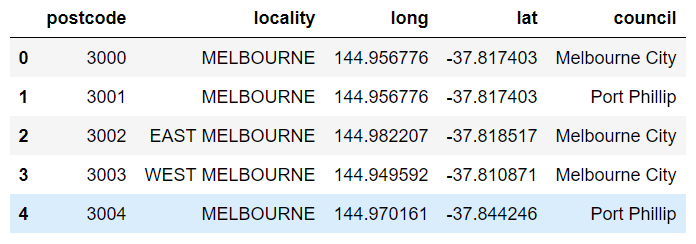 postcode locality long lat council
0 3000 MELBOURNE 144.956776 -37.817403 Melbourne City
1 3001 MELBOURNE 144.956776 -37.817403 Port Phillip
2 3002 EAST MELBOURNE 144.982207 -37.818517 Melbourne City
3 3003 WEST MELBOURNE 144.949592 -37.810871 Melbourne City
4 3004 MELBOURNE 144.970161 -37.844246 Port Phillip